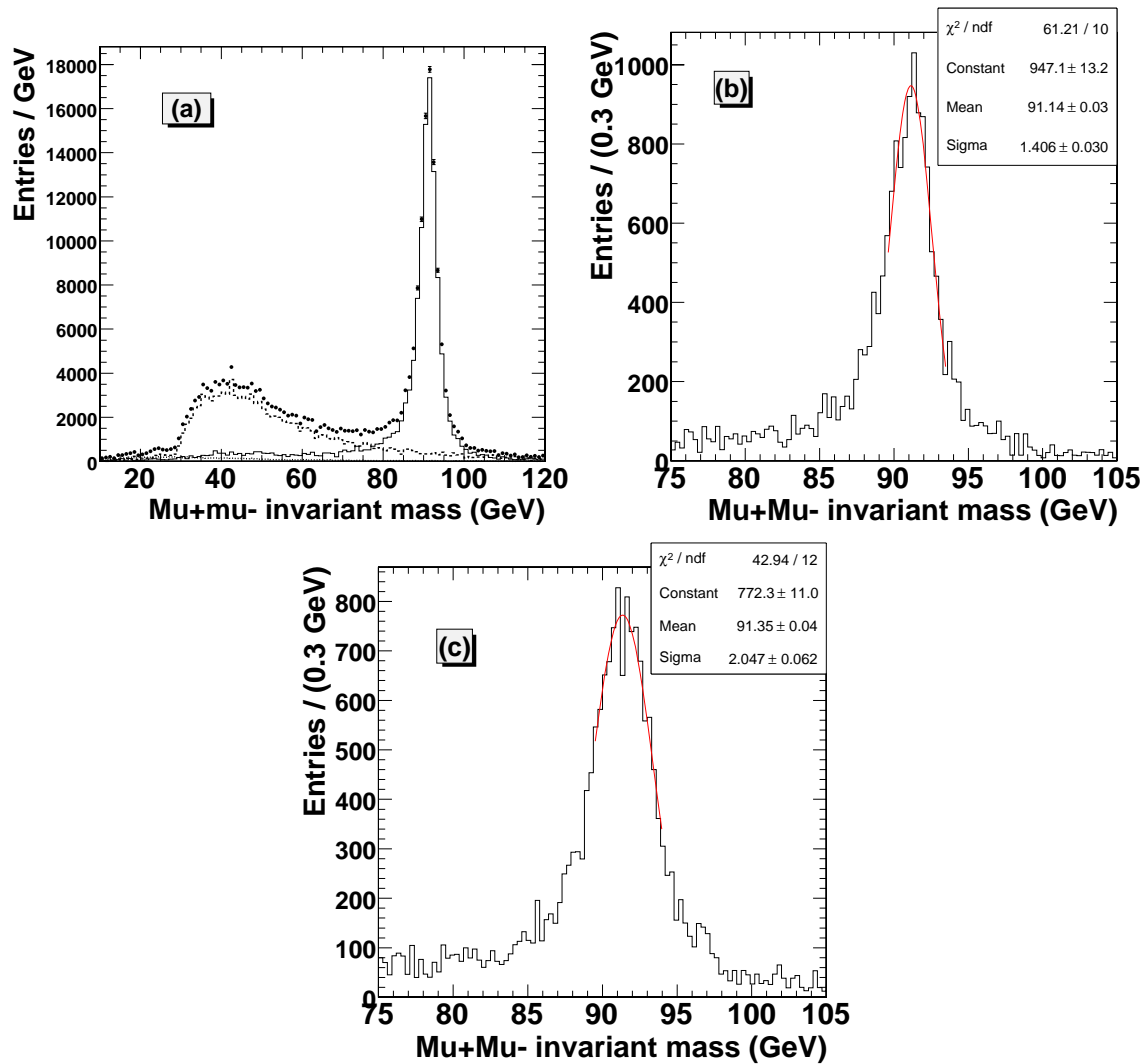 Entries / GeV
18000
16000
14000
12000
10000
8000
6000
4000
2000
0
(a)
20 40 60 80 100 120
Mu+mu- invariant mass (GeV)
Entries / (0.3 GeV)
1000
800
600
400
200
0
(b)
χ² / ndf 61.21 / 10
Constant 947.1 ± 13.2
Mean 91.14 ± 0.03
Sigma 1.406 ± 0.030
75 80 85 90 95 100 105
Mu+Mu- invariant mass (GeV)
Entries / (0.3 GeV)
800
700
600
500
400
300
200
100
0
(c)
χ² / ndf 42.94 / 12
Constant 772.3 ± 11.0
Mean 91.35 ± 0.04
Sigma 2.047 ± 0.062
75 80 85 90 95 100 105
Mu+Mu- invariant mass (GeV)